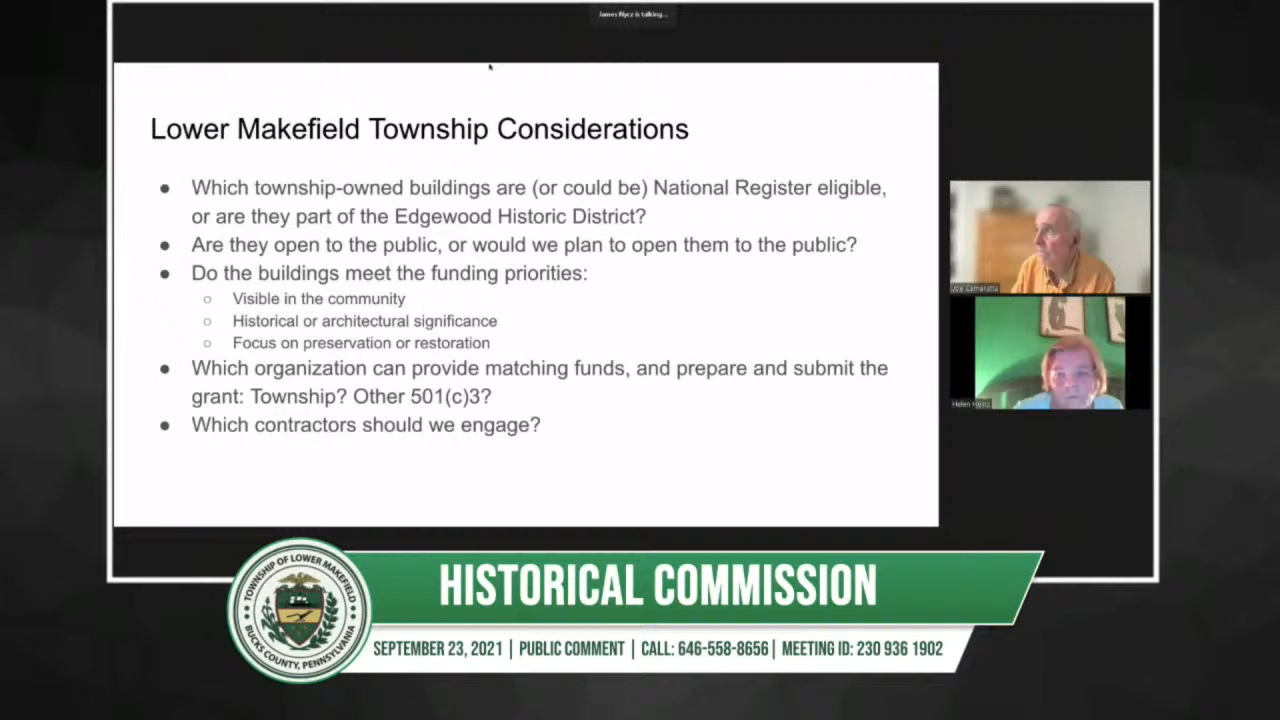 James Nycz is talking...
Lower Makefield Township Considerations
● Which township-owned buildings are (or could be) National Register eligible,
or are they part of the Edgewood Historic District?
● Are they open to the public, or would we plan to open them to the public?
● Do the buildings meet the funding priorities:
○ Visible in the community
○ Historical or architectural significance
○ Focus on preservation or restoration
● Which organization can provide matching funds, and prepare and submit the
grant: Township? Other 501(c)3?
● Which contractors should we engage?
Joe Camaratta
Helen Heinz
TOWNSHIP OF LOWER MAKEFIELD
BUCKS COUNTY, PENNSYLVANIA
HISTORICAL COMMISSION
SEPTEMBER 23, 2021 | PUBLIC COMMENT | CALL: 646-558-8656 | MEETING ID: 230 936 1902